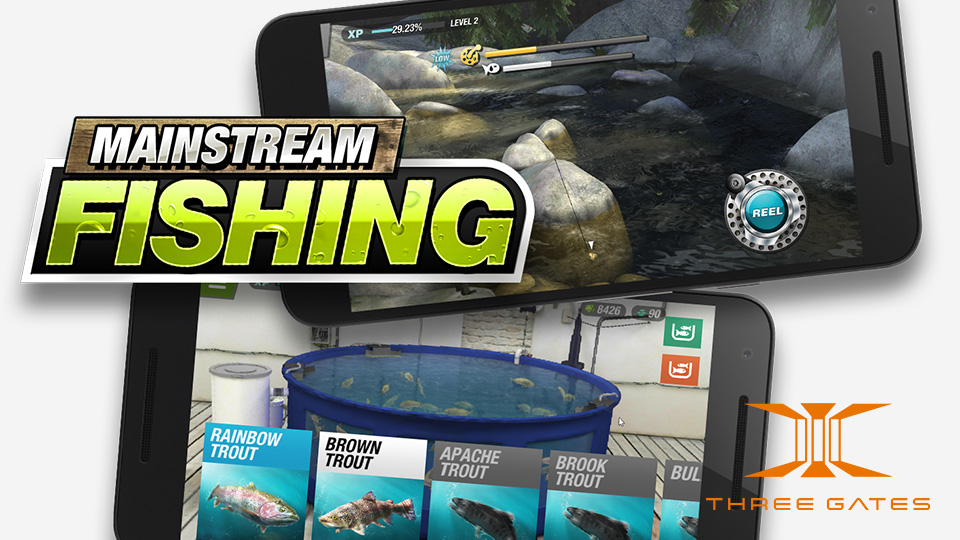 XP 29.23% LEVEL 2
LOW
MAINSTREAM
FISHING
REEL
8426 90
RAINBOW
TROUT
BROWN
TROUT
APACHE
TROUT
BROOK
TROUT
BUL
THREE GATES